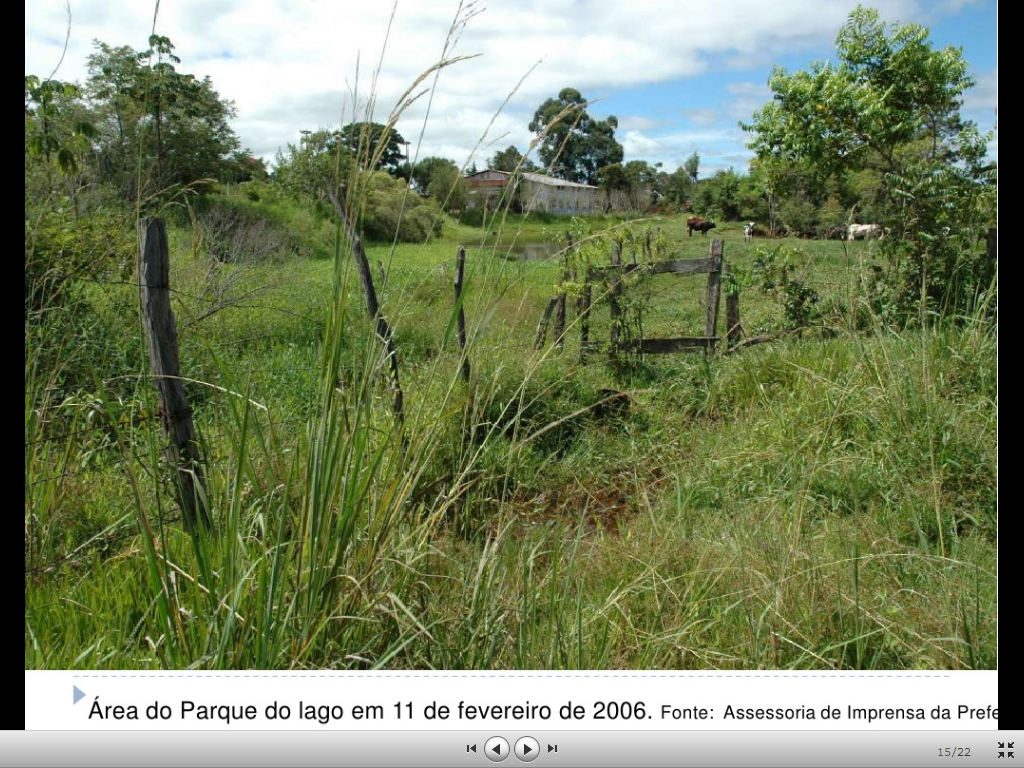 Área do Parque do lago em 11 de fevereiro de 2006. Fonte: Assessoria de Imprensa da Prefe
15/22